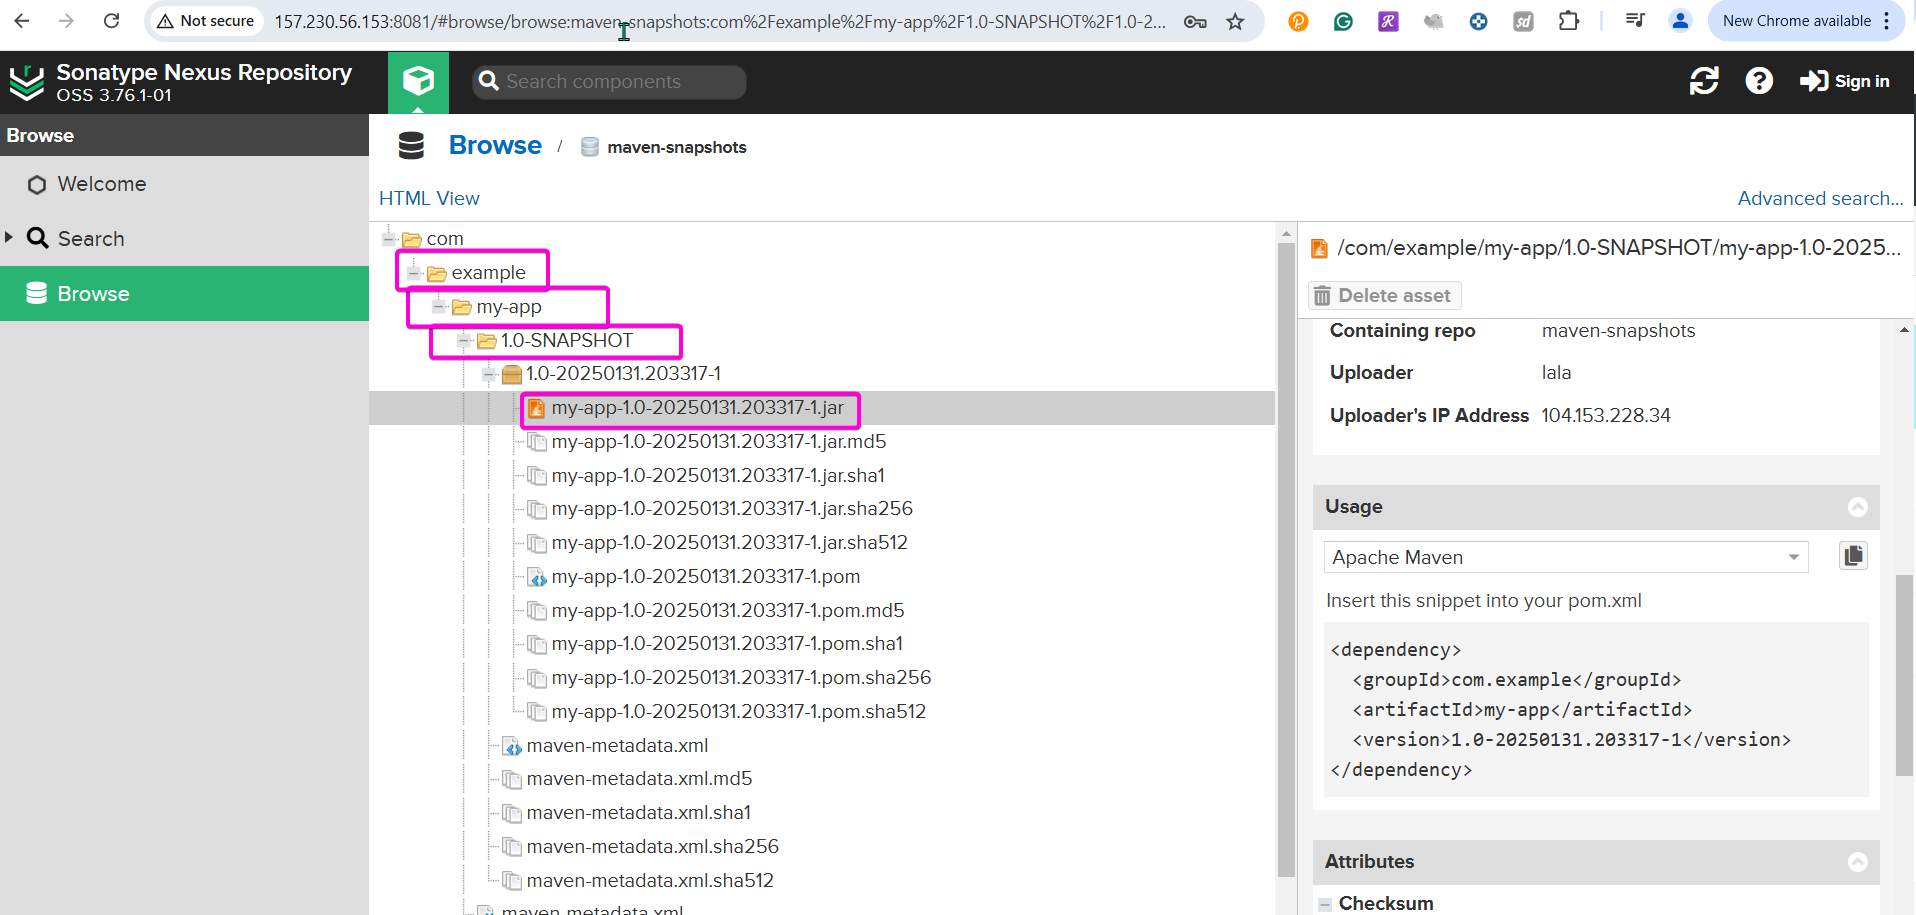 Not secure
157.230.56.153:8081/#browse/browse:maven-snapshots:com%2Fexample%2Fmy-app%2F1.0-SNAPSHOT%2F1.0-2...
New Chrome available
Sonatype Nexus Repository
OSS 3.76.1-01
Search components
Sign in
Browse
Welcome
Search
Browse
Browse / maven-snapshots
HTML View
Advanced search...
com
example
my-app
1.0-SNAPSHOT
1.0-20250131.203317-1
my-app-1.0-20250131.203317-1.jar
my-app-1.0-20250131.203317-1.jar.md5
my-app-1.0-20250131.203317-1.jar.sha1
my-app-1.0-20250131.203317-1.jar.sha256
my-app-1.0-20250131.203317-1.jar.sha512
my-app-1.0-20250131.203317-1.pom
my-app-1.0-20250131.203317-1.pom.md5
my-app-1.0-20250131.203317-1.pom.sha1
my-app-1.0-20250131.203317-1.pom.sha256
my-app-1.0-20250131.203317-1.pom.sha512
maven-metadata.xml
maven-metadata.xml.md5
maven-metadata.xml.sha1
maven-metadata.xml.sha256
maven-metadata.xml.sha512
maven-metadata.xml
/com/example/my-app/1.0-SNAPSHOT/my-app-1.0-2025...
Delete asset
Containing repo maven-snapshots
Uploader lala
Uploader's IP Address 104.153.228.34
Usage
Apache Maven
Insert this snippet into your pom.xml
<dependency>
<groupId>com.example</groupId>
<artifactId>my-app</artifactId>
<version>1.0-20250131.203317-1</version>
</dependency>
Attributes
Checksum